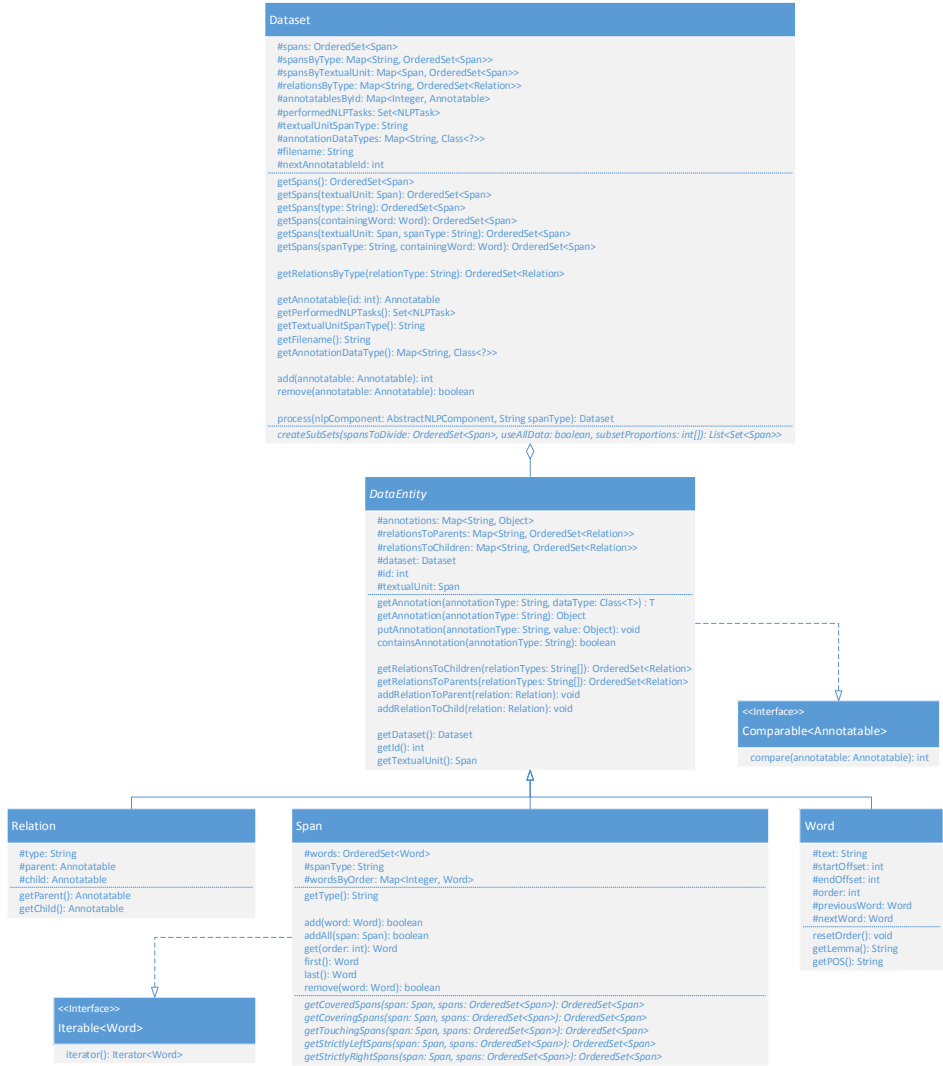 Dataset
#spans: OrderedSet<Span>
#spansByType: Map<String, OrderedSet<Span>>
#spansByTextualUnit: Map<Span, OrderedSet<Span>>
#relationsByType: Map<String, OrderedSet<Relation>>
#annotatablesById: Map<Integer, Annotatable>
#performedNLPTasks: Set<NLPTask>
#textualUnitSpanType: String
#annotationDataTypes: Map<String, Class<?>>
#filename: String
#nextAnnotatableId: int
getSpans(): OrderedSet<Span>
getSpans(textualUnit: Span): OrderedSet<Span>
getSpans(type: String): OrderedSet<Span>
getSpans(containingWord: Word): OrderedSet<Span>
getSpans(textualUnit: Span, spanType: String): OrderedSet<Span>
getSpans(spanType: String, containingWord: Word): OrderedSet<Span>
getRelationsByType(relationType: String): OrderedSet<Relation>
getAnnotatable(id: int): Annotatable
getPerformedNLPTasks(): Set<NLPTask>
getTextualUnitSpanType(): String
getFilename(): String
getAnnotationDataType(): Map<String, Class<?>>
add(annotatable: Annotatable): int
remove(annotatable: Annotatable): boolean
process(nlpComponent: AbstractNLPComponent, String spanType): Dataset
createSubSets(spansToDivide: OrderedSet<Span>, useAllData: boolean, subsetProportions: int[]): List<Set<Span>>
DataEntity
#annotations: Map<String, Object>
#relationsToParents: Map<String, OrderedSet<Relation>>
#relationsToChildren: Map<String, OrderedSet<Relation>>
#dataset: Dataset
#id: int
#textualUnit: Span
getAnnotation(annotationType: String, dataType: Class<T>) : T
getAnnotation(annotationType: String): Object
putAnnotation(annotationType: String, value: Object): void
containsAnnotation(annotationType: String): boolean
getRelationsToChildren(relationTypes: String[]): OrderedSet<Relation>
getRelationsToParents(relationTypes: String[]): OrderedSet<Relation>
addRelationToParent(relation: Relation): void
addRelationToChild(relation: Relation): void
getDataset(): Dataset
getId(): int
getTextualUnit(): Span
<<Interface>>
Comparable<Annotatable>
compare(annotatable: Annotatable): int
Relation
#type: String
#parent: Annotatable
#child: Annotatable
getParent(): Annotatable
getChild(): Annotatable
Span
#words: OrderedSet<Word>
#spanType: String
#wordsByOrder: Map<Integer, Word>
getType(): String
add(word: Word): boolean
addAll(span: Span): boolean
get(order: int): Word
first(): Word
last(): Word
remove(word: Word): boolean
getCoveredSpans(span: Span, spans: OrderedSet<Span>): OrderedSet<Span>
getCoveringSpans(span: Span, spans: OrderedSet<Span>): OrderedSet<Span>
getTouchingSpans(span: Span, spans: OrderedSet<Span>): OrderedSet<Span>
getStrictlyLeftSpans(span: Span, spans: OrderedSet<Span>): OrderedSet<Span>
getStrictlyRightSpans(span: Span, spans: OrderedSet<Span>): OrderedSet<Span>
Word
#text: String
#startOffset: int
#endOffset: int
#order: int
#previousWord: Word
#nextWord: Word
resetOrder(): void
getLemma(): String
getPOS(): String
<<Interface>>
Iterable<Word>
iterator(): Iterator<Word>